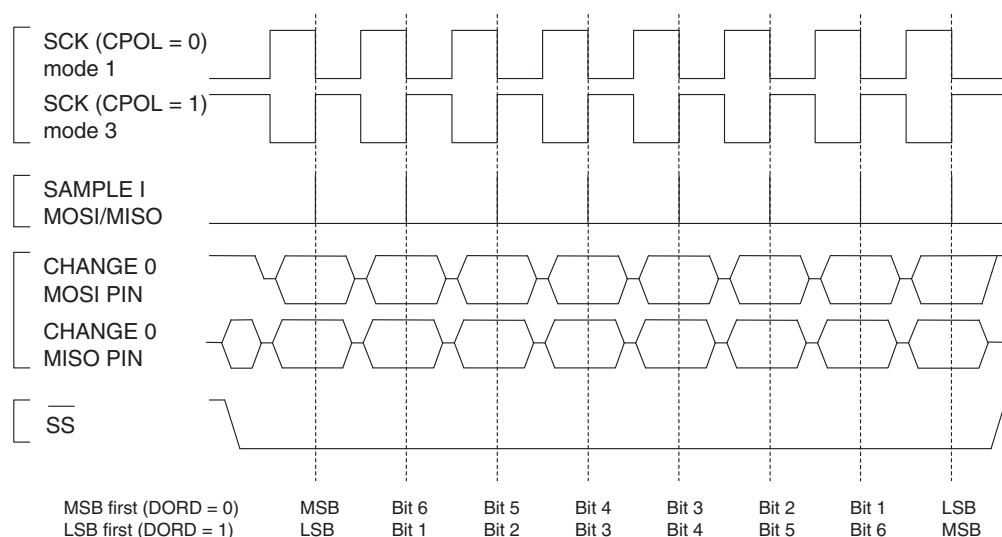 SCK (CPOL = 0)
mode 1
SCK (CPOL = 1)
mode 3
SAMPLE I
MOSI/MISO
CHANGE 0
MOSI PIN
CHANGE 0
MISO PIN
SS
MSB first (DORD = 0) MSB Bit 6 Bit 5 Bit 4 Bit 3 Bit 2 Bit 1 LSB
LSB first (DORD = 1) LSB Bit 1 Bit 2 Bit 3 Bit 4 Bit 5 Bit 6 MSB